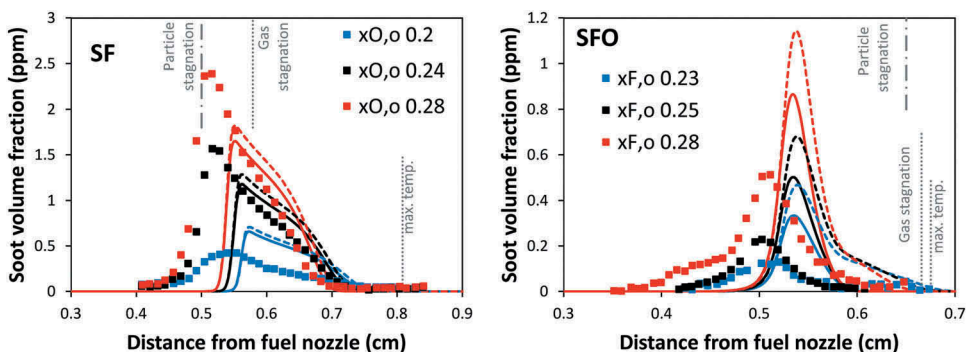 SF
Particle
stagnation
Gas
stagnation
xO,o 0.2
xO,o 0.24
xO,o 0.28
max. temp.
Soot volume fraction (ppm)
3
2.5
2
1.5
1
0.5
0
0.3 0.4 0.5 0.6 0.7 0.8 0.9
Distance from fuel nozzle (cm)
SFO
Particle
stagnation
xF,o 0.23
xF,o 0.25
xF,o 0.28
Gas stagnation
max. temp.
Soot volume fraction (ppm)
1.2
1
0.8
0.6
0.4
0.2
0
0.3 0.4 0.5 0.6 0.7
Distance from fuel nozzle (cm)